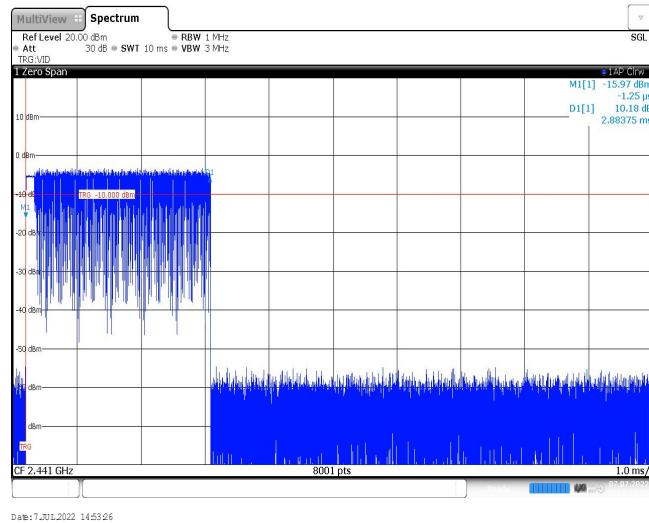 MultiView Spectrum
Ref Level 20.00 dBm RBW 1 MHz SGL
Att 30 dB SWT 10 ms VBW 3 MHz
TRG:VID
1 Zero Span 1AP Clrw
M1[1] -15.97 dBm
-1.25 µs
D1[1] 10.18 dB
2.88375 ms
10 dBm
0 dBm
D1
-10 dB
TRG -10.000 dBm
M1
-20 dBm
-30 dBm
-40 dBm
-50 dBm
dBm
dBm
TRG
CF 2.441 GHz 8001 pts 1.0 ms/
07.07.2022
Date: 7.JUL.2022 14:53:26